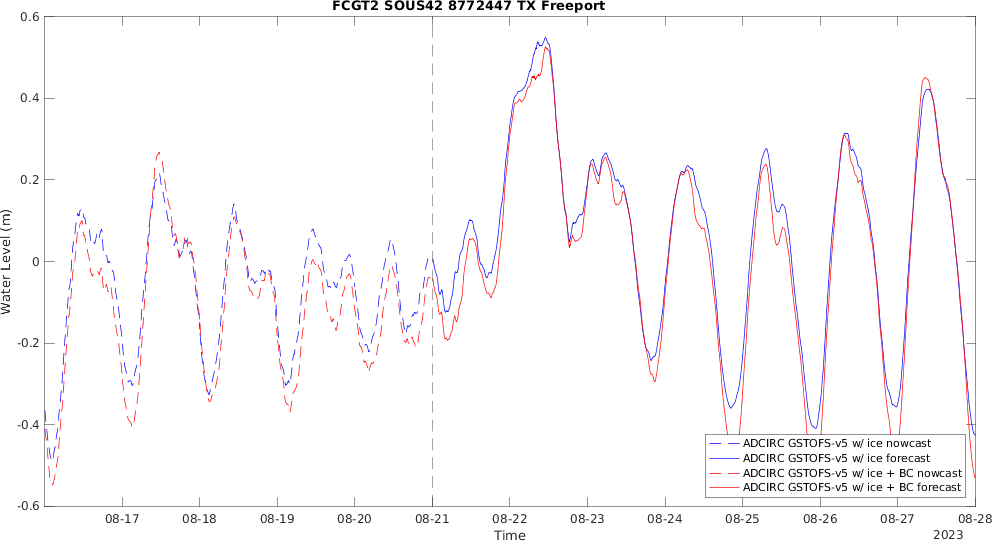 FCGT2 SOUS42 8772447 TX Freeport
0.6
0.4
0.2
0
-0.2
-0.4
-0.6
Water Level (m)
08-17
08-18
08-19
08-20
08-21
08-22
08-23
08-24
08-25
08-26
08-27
08-28
Time
2023
ADCIRC GSTOFS-v5 w/ ice nowcast
ADCIRC GSTOFS-v5 w/ ice forecast
ADCIRC GSTOFS-v5 w/ ice + BC nowcast
ADCIRC GSTOFS-v5 w/ ice + BC forecast